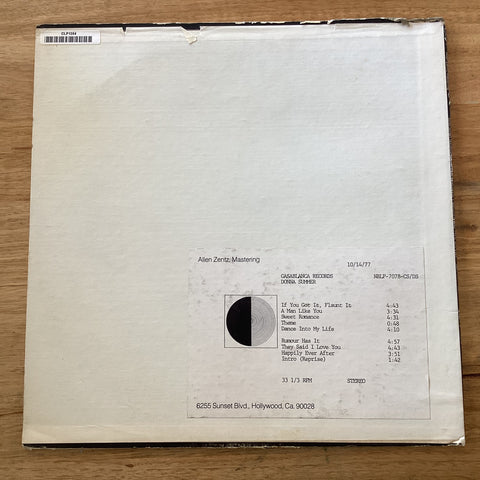 CLP1284
Allen Zentz, Mastering
10/14/77
CASABLANCA RECORDS NBLP-7078-CS/DS
DONNA SUMMER
If You Got It, Flaunt It 4:43
A Man Like You 3:34
Sweet Romance 4:31
Theme 0:48
Dance Into My Life 4:10
Rumour Has It 4:57
They Said I Love You 4:43
Happily Ever After 3:51
Intro (Reprise) 1:42
33 1/3 RPM STEREO
6255 Sunset Blvd., Hollywood, Ca. 90028